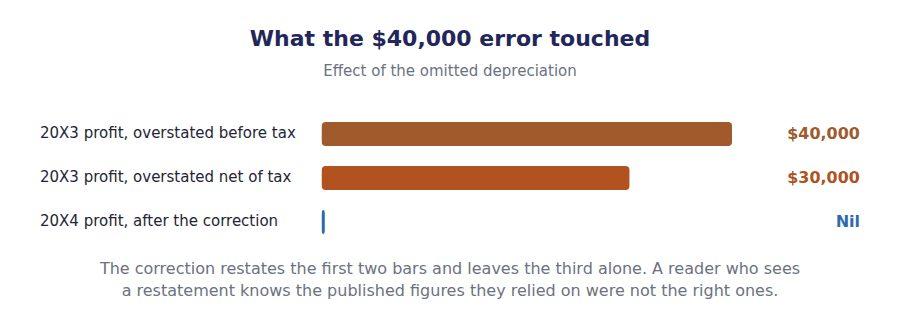 What the $40,000 error touched
Effect of the omitted depreciation
20X3 profit, overstated before tax $40,000
20X3 profit, overstated net of tax $30,000
20X4 profit, after the correction Nil
The correction restates the first two bars and leaves the third alone. A reader who sees
a restatement knows the published figures they relied on were not the right ones.